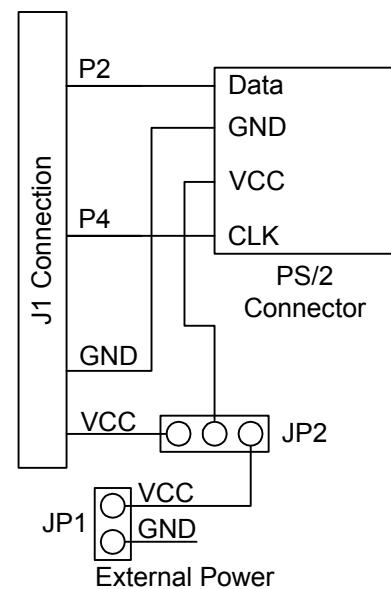 P2
Data
GND
VCC
P4
CLK
J1 Connection
PS/2
Connector
GND
VCC
JP2
VCC
JP1
GND
External Power